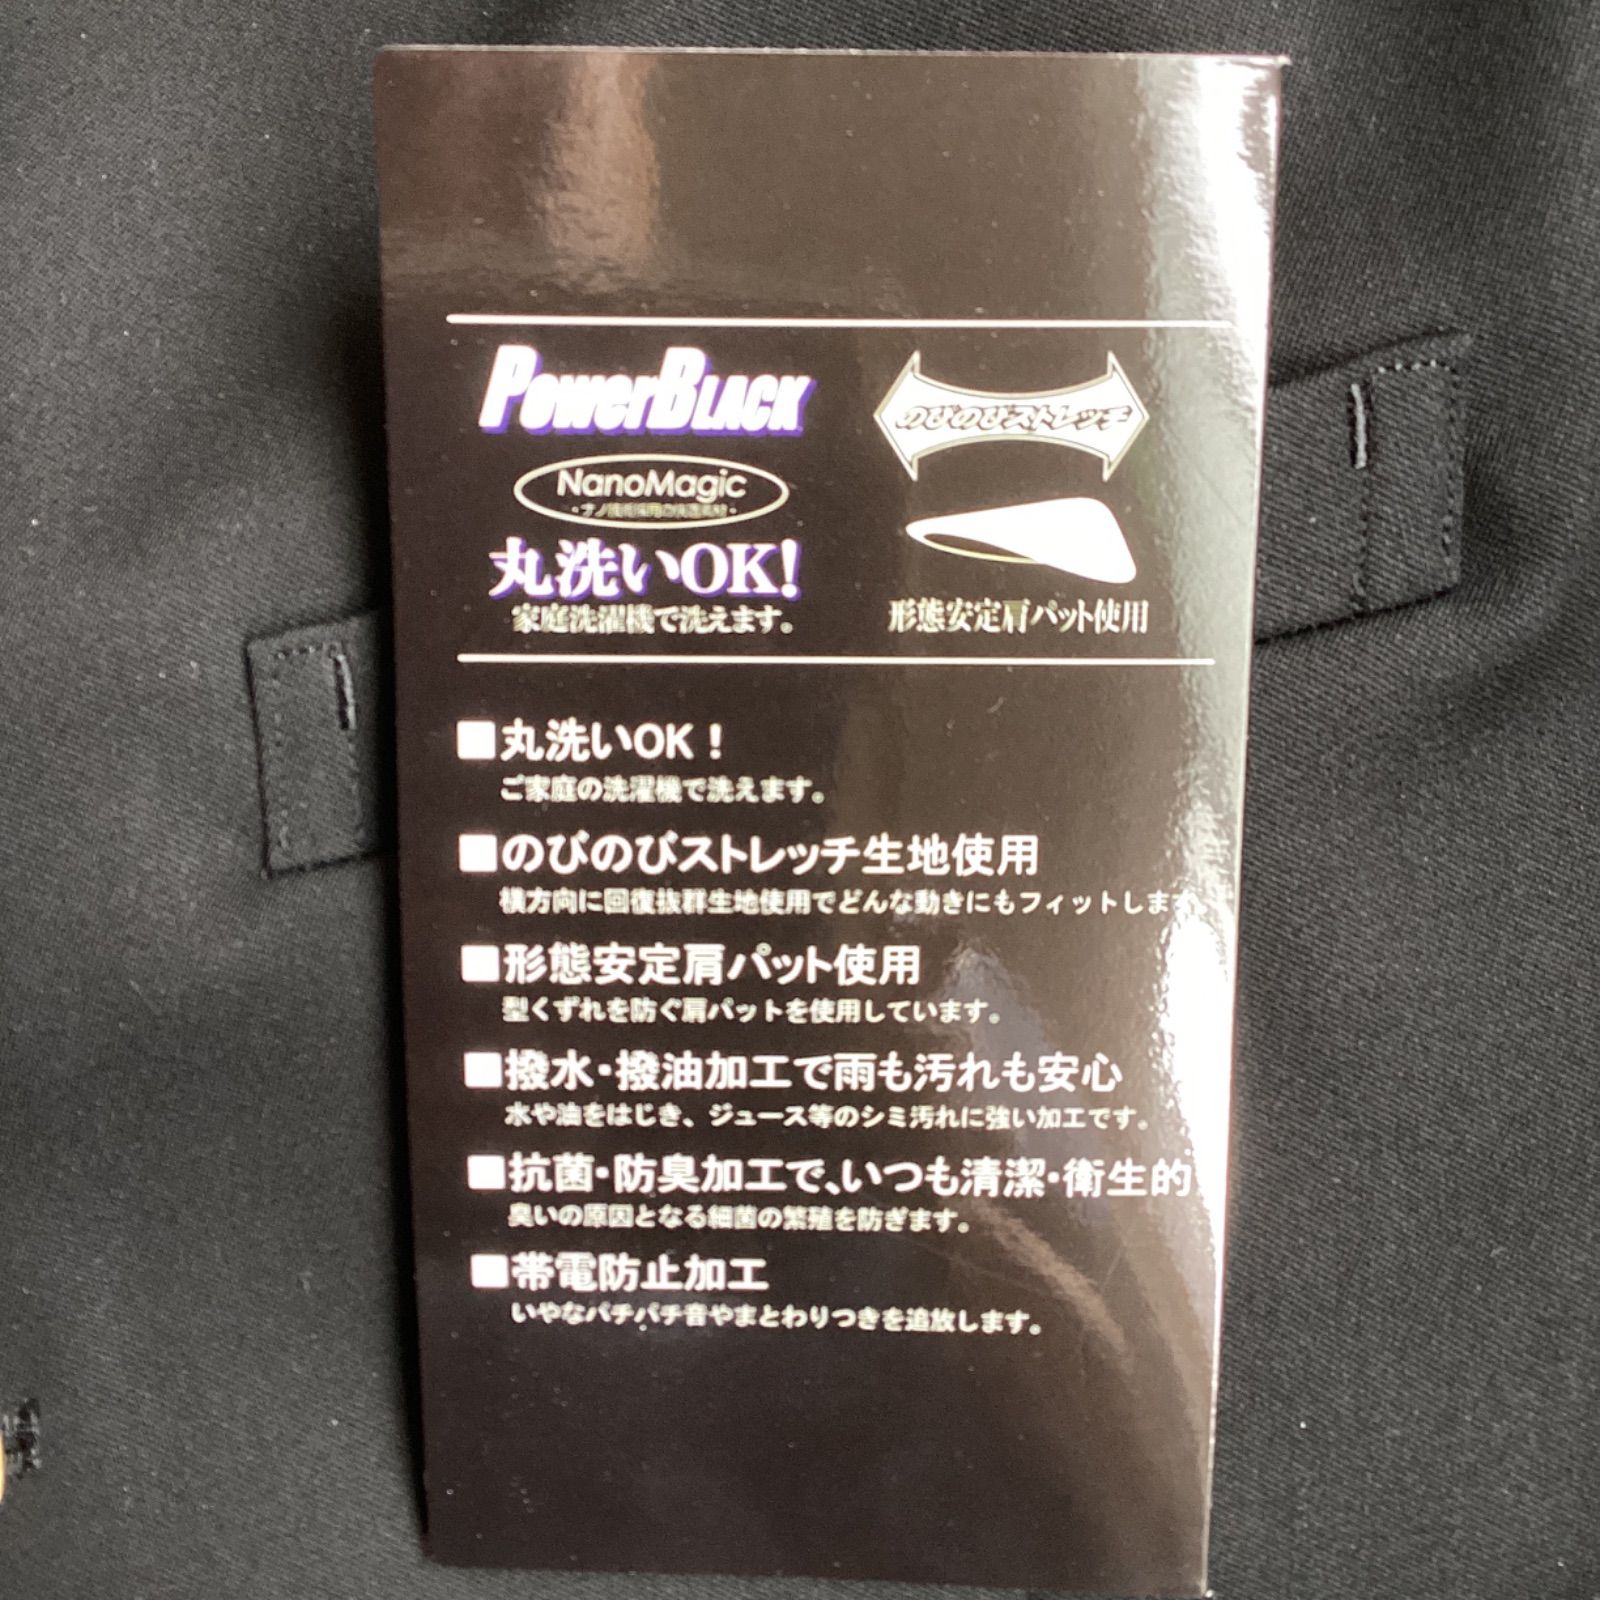 PowerBLACK
のびのびストレッチ
NanoMagic
丸洗いOK!
家庭洗濯機で洗えます。
形態安定肩パット使用
■丸洗いOK!
ご家庭の洗濯機で洗えます。
■のびのびストレッチ生地使用
横方向に回復抜群生地使用でどんな動きにもフィットします。
■形態安定肩パット使用
型くずれを防ぐ肩パットを使用しています。
■撥水・撥油加工で雨も汚れも安心
水や油をはじき、ジュース等のシミ汚れに強い加工です。
■抗菌・防臭加工で、いつも清潔・衛生的
臭いの原因となる細菌の繁殖を防ぎます。
■帯電防止加工
いやなパチパチ音やまとわりつきを追放します。